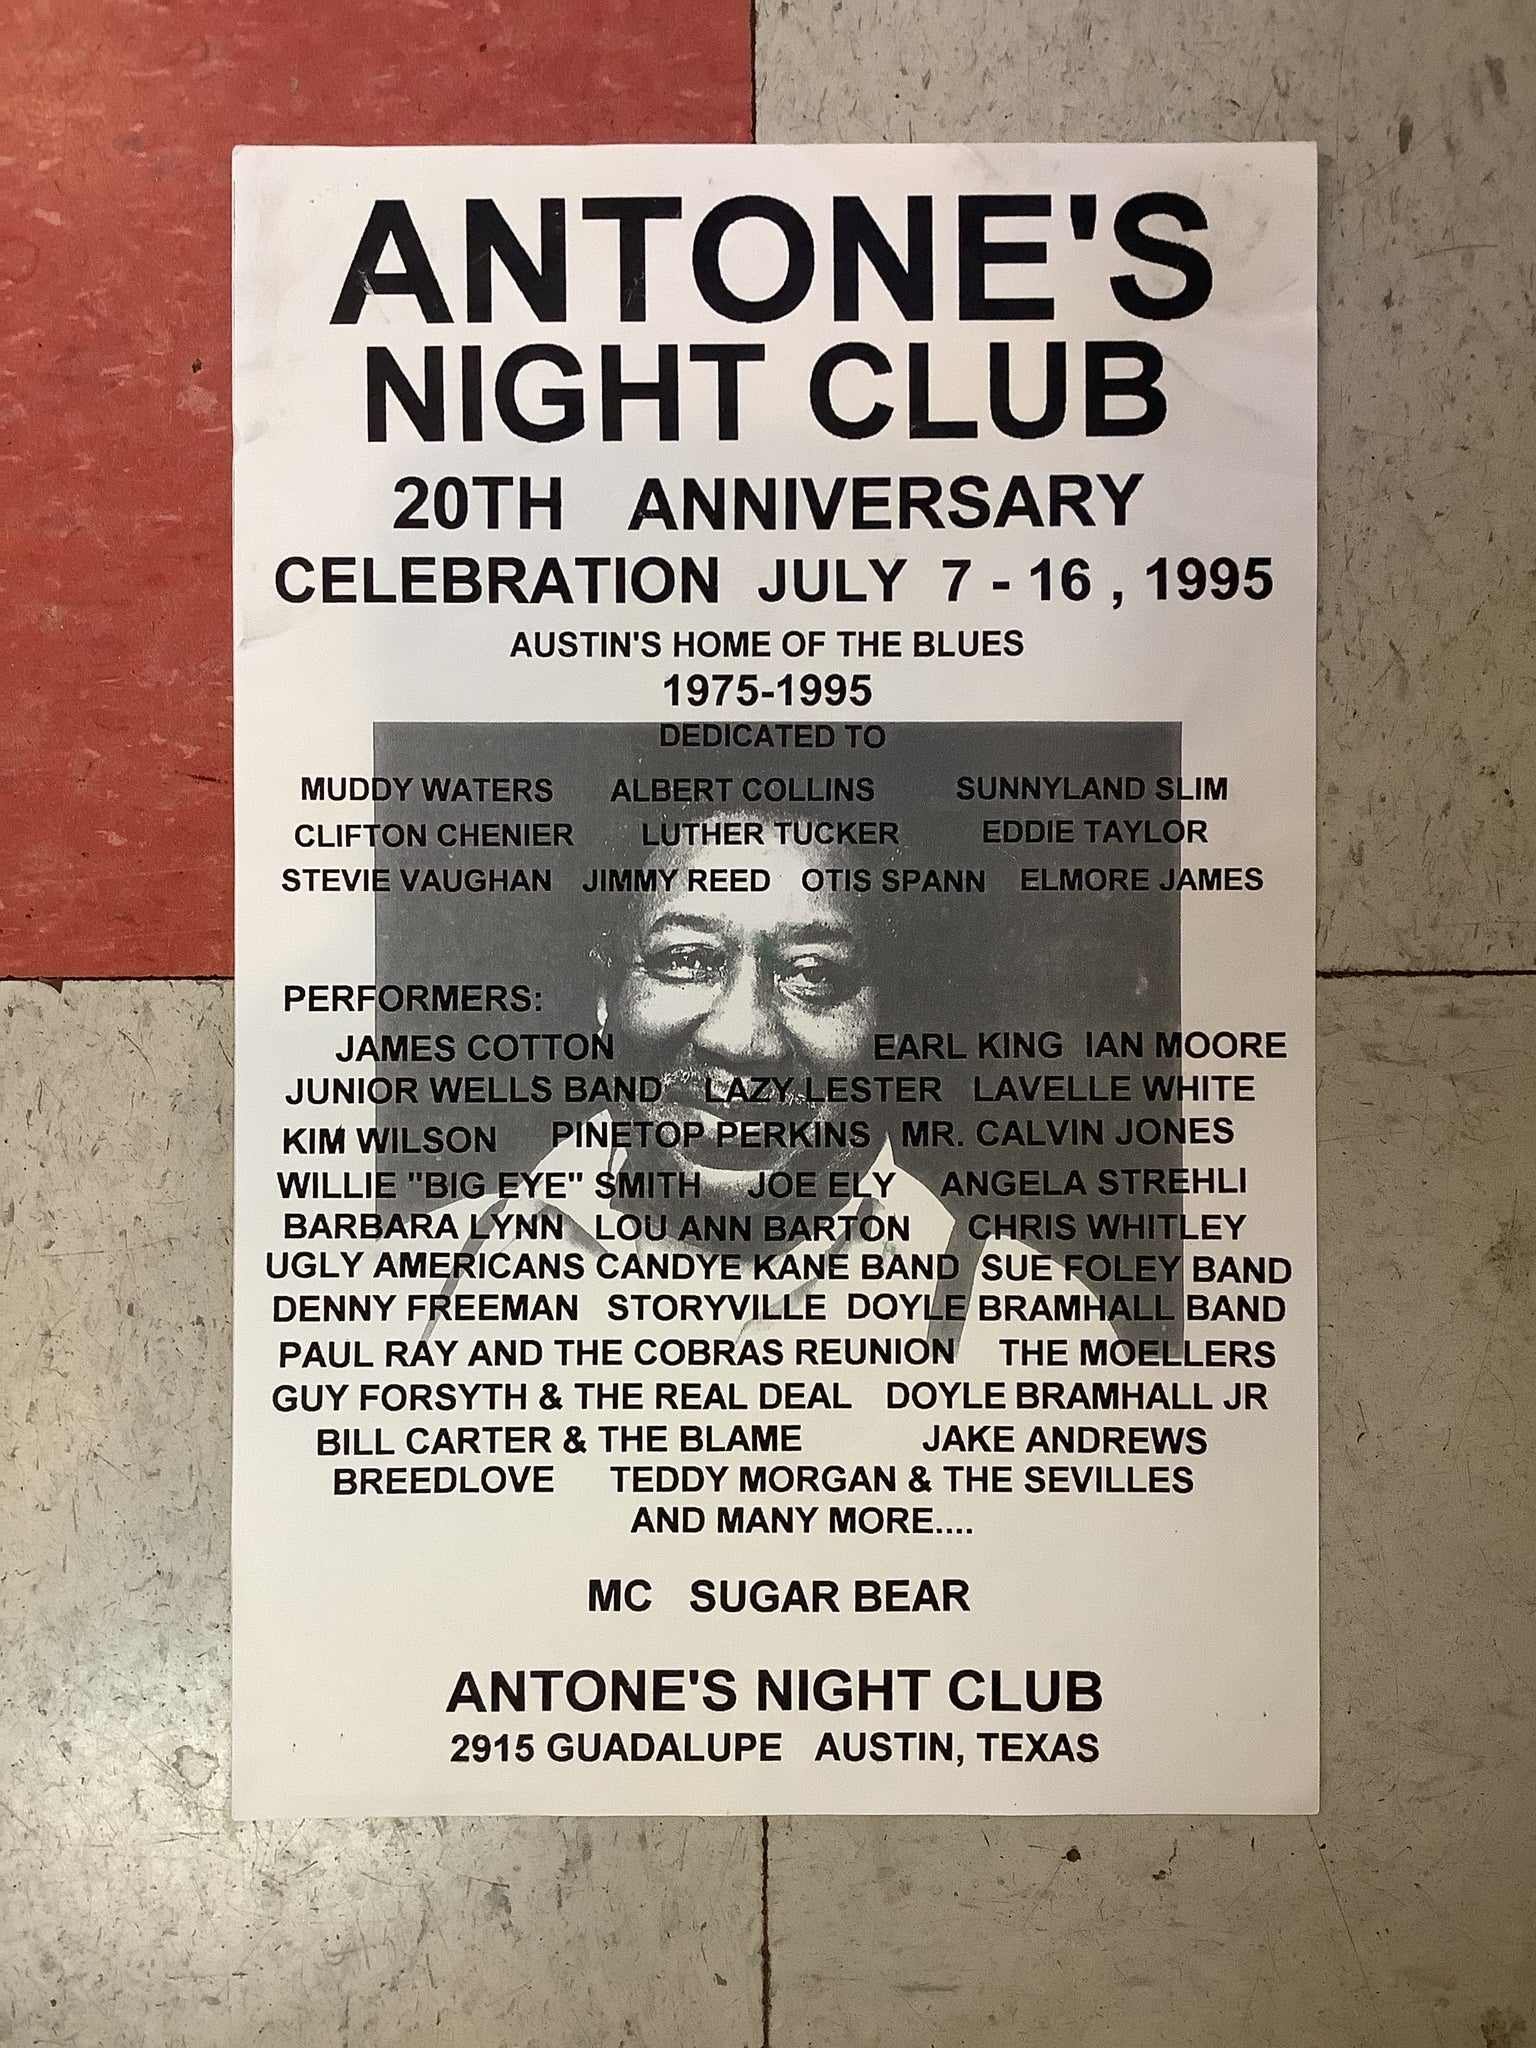 ANTONE'S
NIGHT CLUB
20TH ANNIVERSARY
CELEBRATION JULY 7 - 16 , 1995
AUSTIN'S HOME OF THE BLUES
1975-1995
DEDICATED TO
MUDDY WATERS ALBERT COLLINS SUNNYLAND SLIM
CLIFTON CHENIER LUTHER TUCKER EDDIE TAYLOR
STEVIE VAUGHAN JIMMY REED OTIS SPANN ELMORE JAMES
PERFORMERS:
JAMES COTTON EARL KING IAN MOORE
JUNIOR WELLS BAND LAZY LESTER LAVELLE WHITE
KIM WILSON PINETOP PERKINS MR. CALVIN JONES
WILLIE "BIG EYE" SMITH JOE ELY ANGELA STREHLI
BARBARA LYNN LOU ANN BARTON CHRIS WHITLEY
UGLY AMERICANS CANDYE KANE BAND SUE FOLEY BAND
DENNY FREEMAN STORYVILLE DOYLE BRAMHALL BAND
PAUL RAY AND THE COBRAS REUNION THE MOELLERS
GUY FORSYTH & THE REAL DEAL DOYLE BRAMHALL JR
BILL CARTER & THE BLAME JAKE ANDREWS
BREEDLOVE TEDDY MORGAN & THE SEVILLES
AND MANY MORE....
MC SUGAR BEAR
ANTONE'S NIGHT CLUB
2915 GUADALUPE AUSTIN, TEXAS